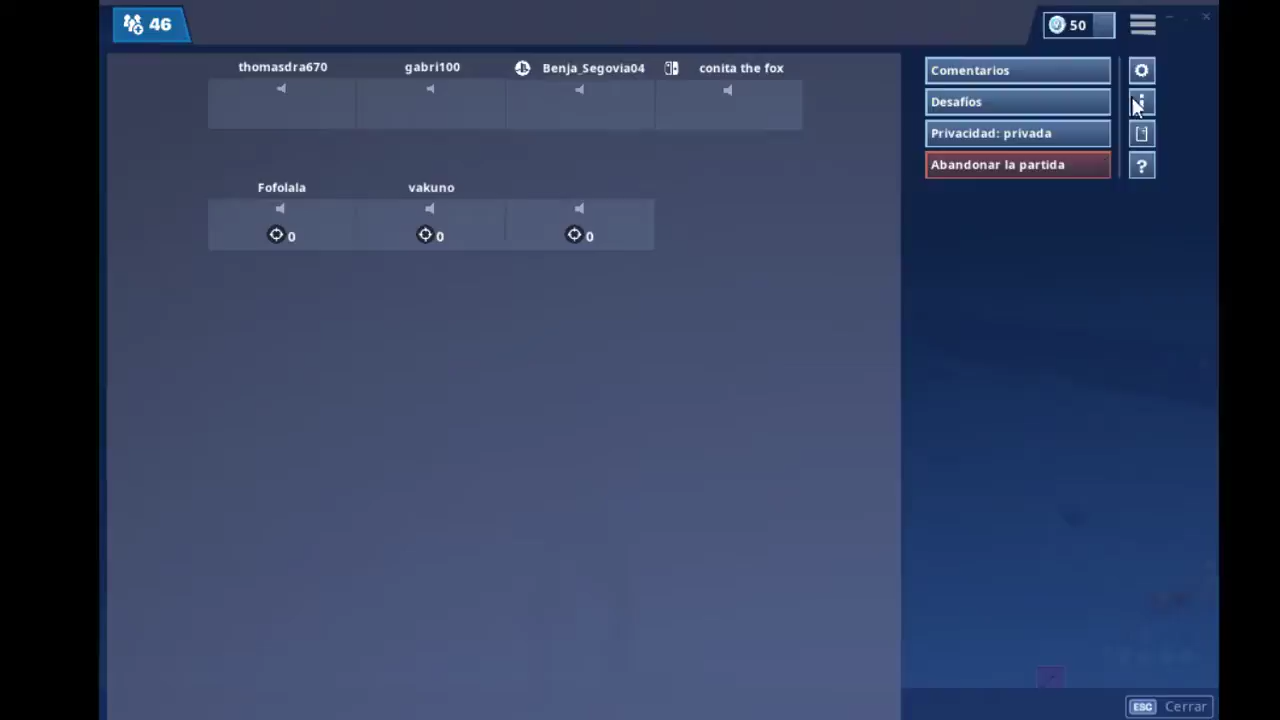 46
50
thomasdra670
gabri100
Benja_Segovia04
conita the fox
Fofolala
vakuno
0
0
0
Comentarios
Desafíos
Privacidad: privada
Abandonar la partida
?
ESC Cerrar